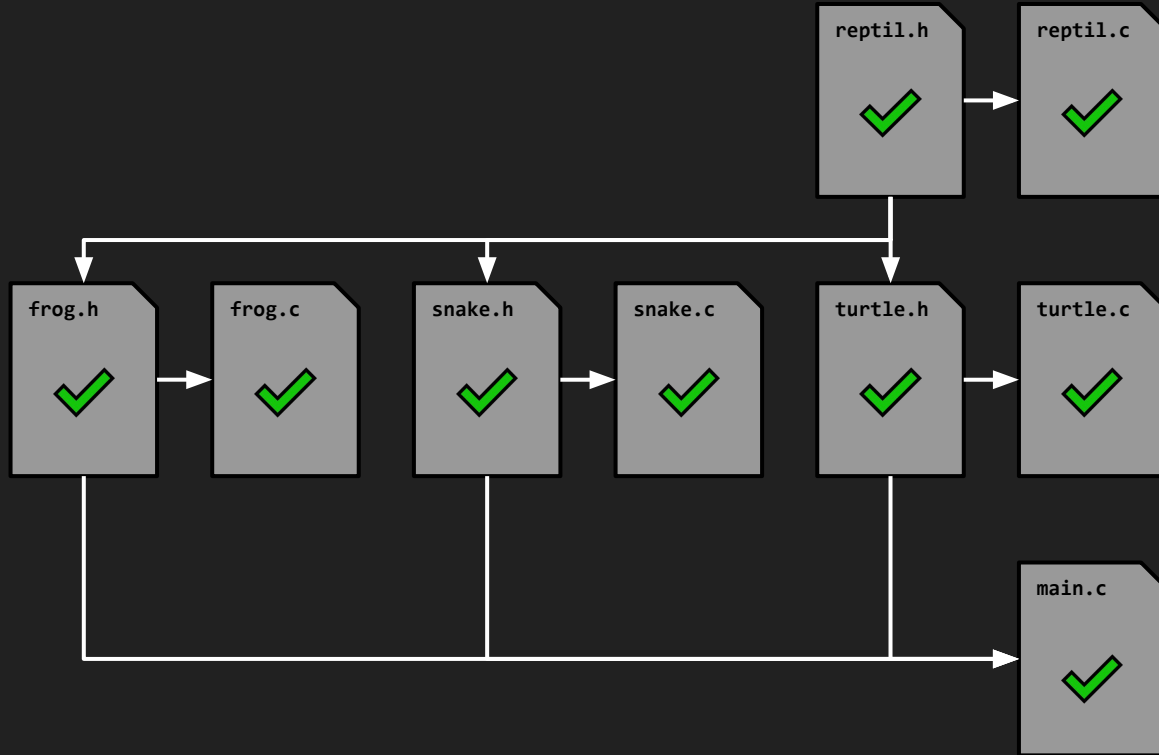 reptil.h
reptil.c
frog.h
frog.c
snake.h
snake.c
turtle.h
turtle.c
main.c